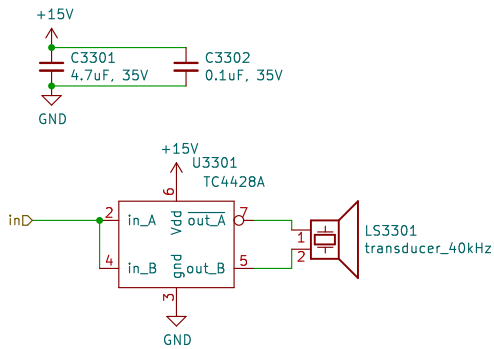 +15V
C3301
4.7uF, 35V
C3302
0.1uF, 35V
GND
+15V
U3301
TC4428A
6
Vdd
in
2
in_A
out_A
7
4
in_B
gnd
out_B
5
3
GND
1
2
LS3301
transducer_40kHz